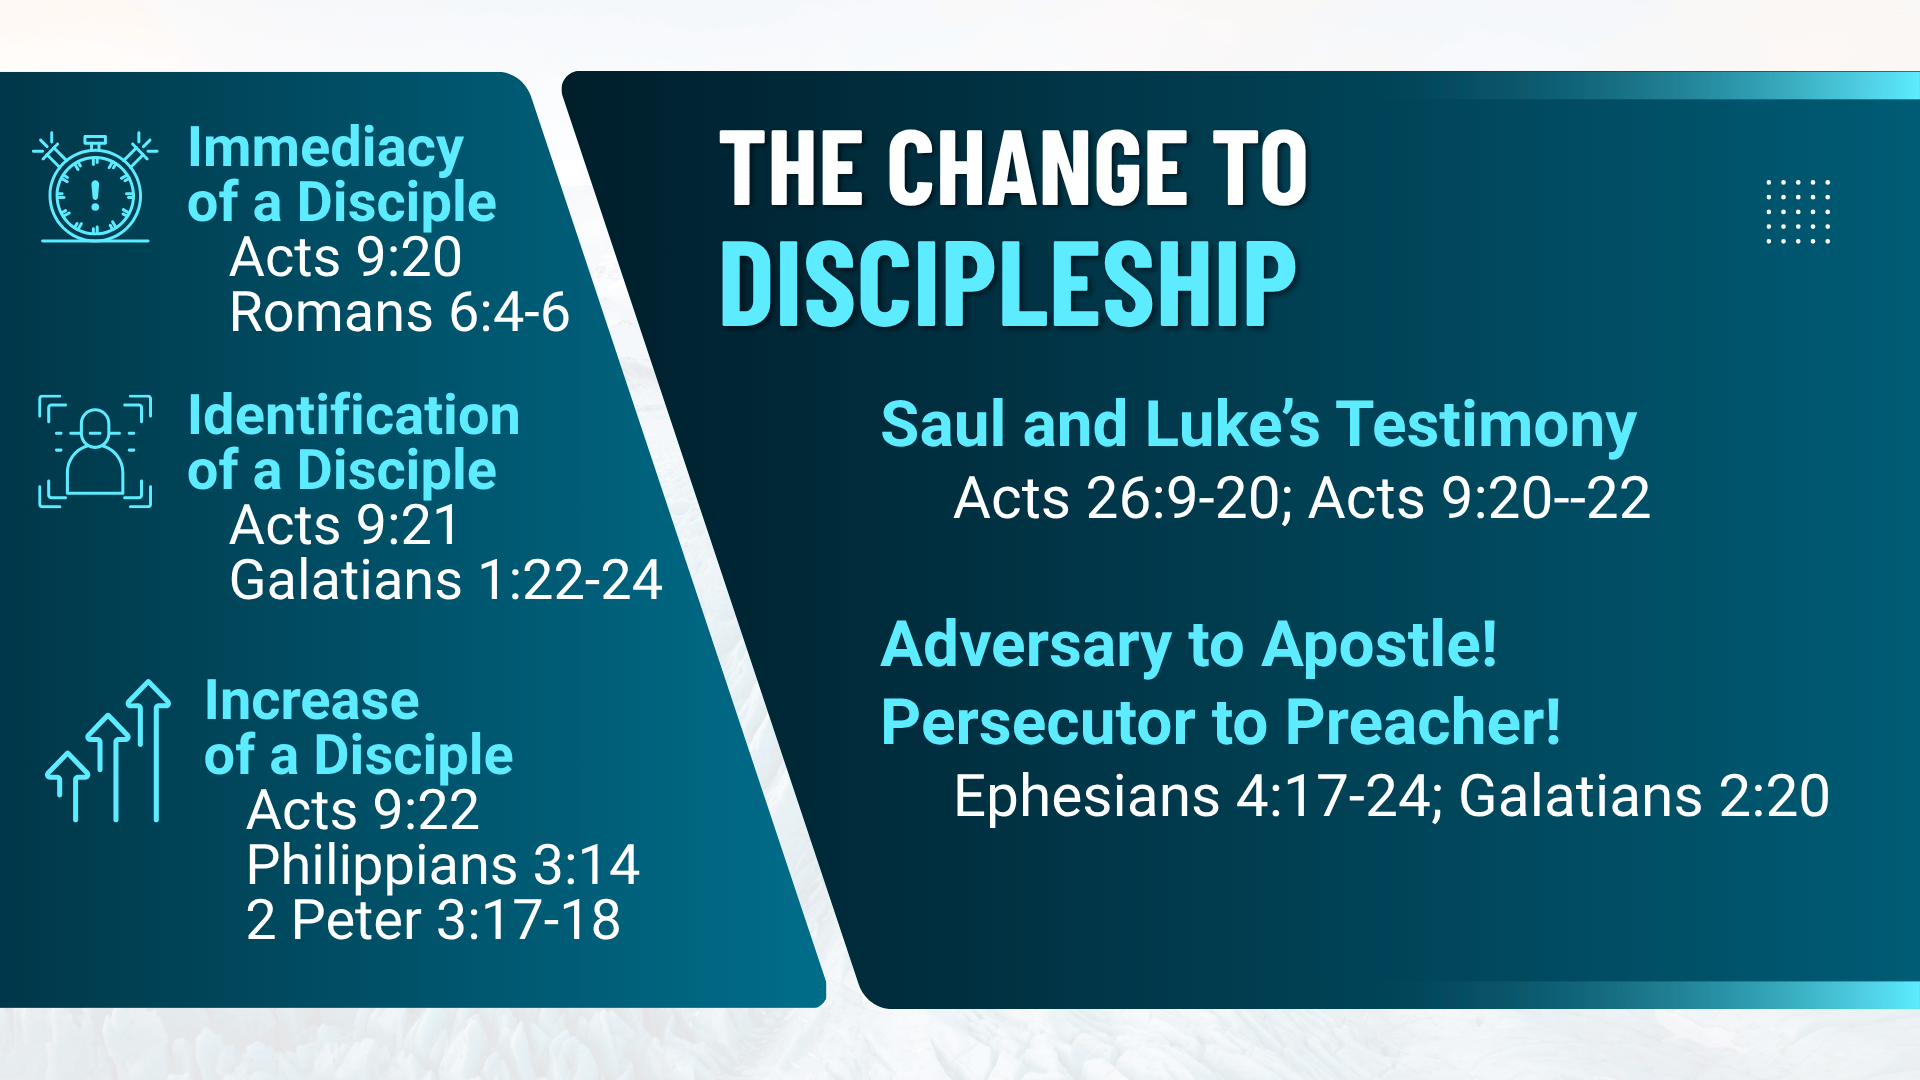 Immediacy
of a Disciple
Acts 9:20
Romans 6:4-6
Identification
of a Disciple
Acts 9:21
Galatians 1:22-24
Increase
of a Disciple
Acts 9:22
Philippians 3:14
2 Peter 3:17-18
THE CHANGE TO
DISCIPLESHIP
Saul and Luke’s Testimony
Acts 26:9-20; Acts 9:20--22
Adversary to Apostle!
Persecutor to Preacher!
Ephesians 4:17-24; Galatians 2:20